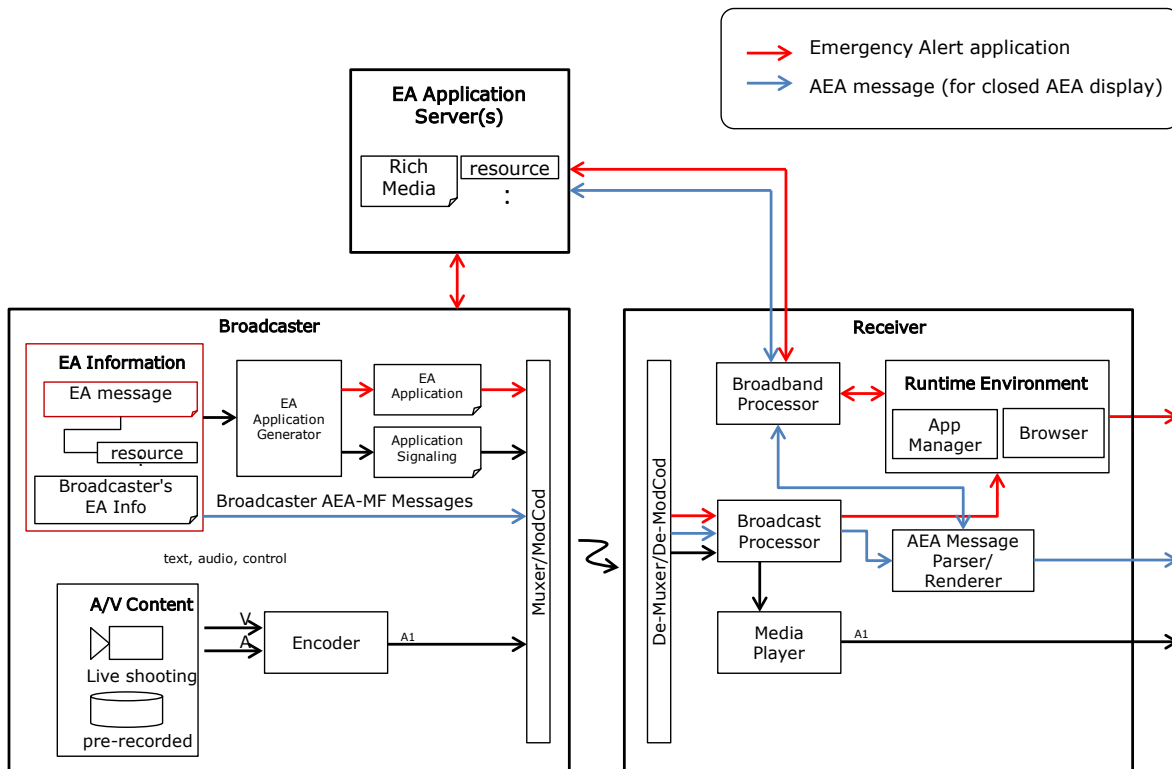 Emergency Alert application
AEA message (for closed AEA display)
EA Application
Server(s)
Rich
Media
resource
:
Broadcaster
EA Information
EA message
resource
:
Broadcaster's
EA Info
EA
Application
Generator
EA
Application
Application
Signaling
Broadcaster AEA-MF Messages
text, audio, control
A/V Content
Live shooting
pre-recorded
V
A
Encoder
A1
Muxer/ModCod
Receiver
De-Muxer/De-ModCod
Broadband
Processor
Runtime Environment
App
Manager
Browser
Broadcast
Processor
AEA Message
Parser/
Renderer
Media
Player
A1